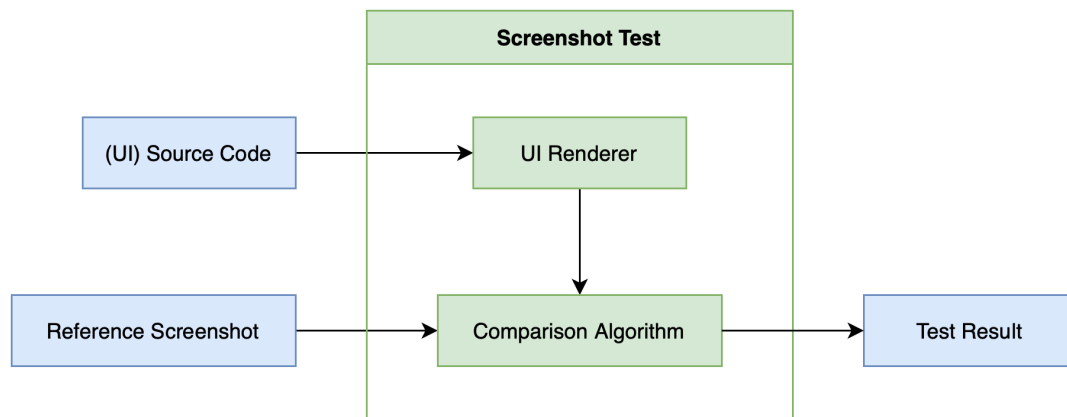 Screenshot Test
(UI) Source Code
UI Renderer
Reference Screenshot
Comparison Algorithm
Test Result